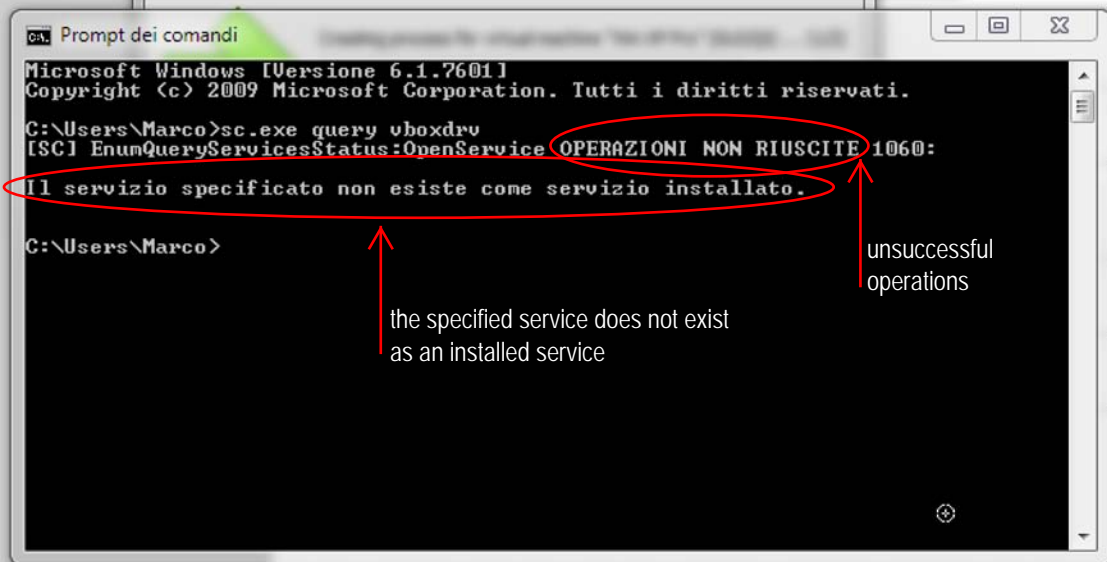 Prompt dei comandi
Microsoft Windows [Versione 6.1.7601]
Copyright (c) 2009 Microsoft Corporation. Tutti i diritti riservati.
C:\Users\Marco>sc.exe query vboxdrv
[SC] EnumQueryServicesStatus:OpenService OPERAZIONI NON RIUSCITE 1060:
Il servizio specificato non esiste come servizio installato.
C:\Users\Marco>
unsuccessful
operations
the specified service does not exist
as an installed service